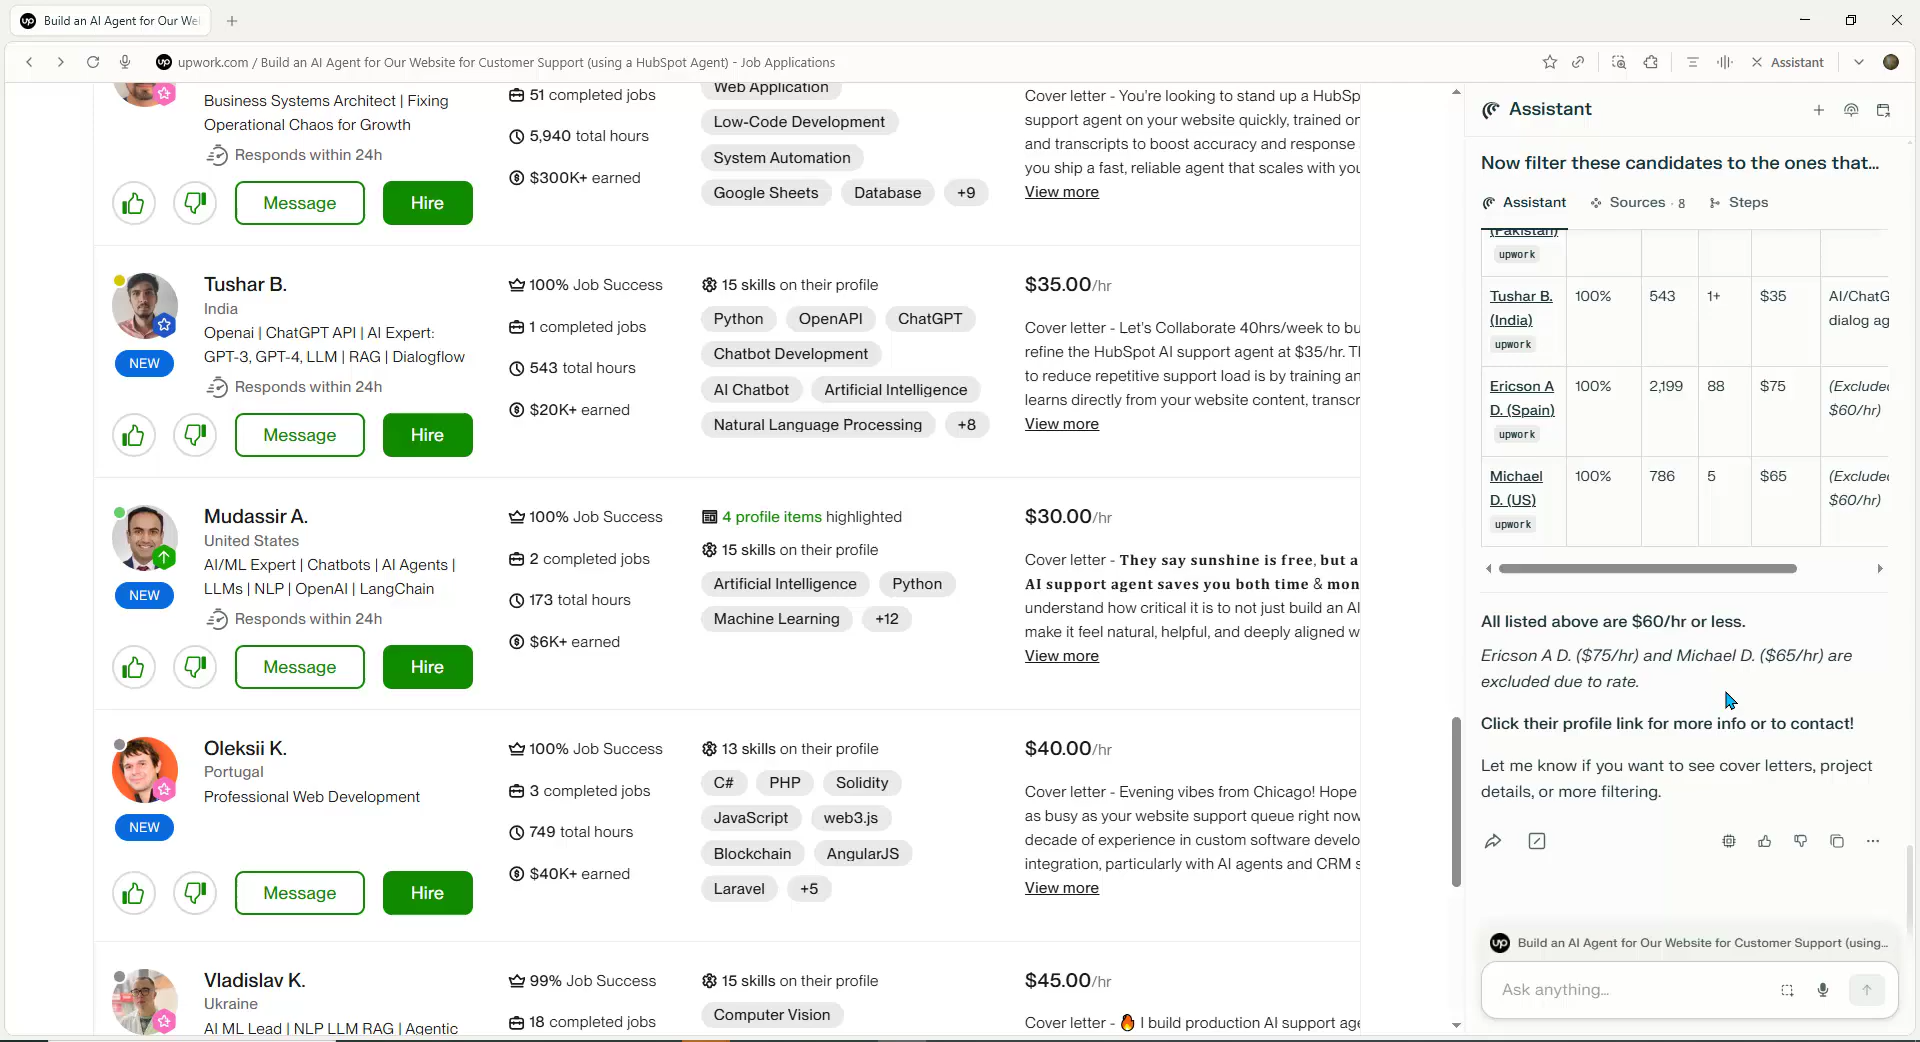 Build an AI Agent for Our We
upwork.com / Build an AI Agent for Our Website for Customer Support (using a HubSpot Agent) - Job Applications
Assistant
Business Systems Architect | Fixing
Operational Chaos for Growth
Responds within 24h
Message
Hire
51 completed jobs
5,940 total hours
$300K+ earned
Web Application
Low-Code Development
System Automation
Google Sheets
Database
+9
Cover letter - You're looking to stand up a HubSp
support agent on your website quickly, trained or
and transcripts to boost accuracy and response
you ship a fast, reliable agent that scales with you
View more
Tushar B.
India
Openai | ChatGPT API | AI Expert:
GPT-3, GPT-4, LLM | RAG | Dialogflow
NEW
Responds within 24h
Message
Hire
100% Job Success
1 completed jobs
543 total hours
$20K+ earned
15 skills on their profile
Python
OpenAPI
ChatGPT
Chatbot Development
AI Chatbot
Artificial Intelligence
Natural Language Processing
+8
$35.00/hr
Cover letter - Let's Collaborate 40hrs/week to bu
refine the HubSpot AI support agent at $35/hr. Tl
to reduce repetitive support load is by training an
learns directly from your website content, transcr
View more
Mudassir A.
United States
AI/ML Expert | Chatbots | AI Agents |
LLMs | NLP | OpenAI | LangChain
NEW
Responds within 24h
Message
Hire
100% Job Success
2 completed jobs
173 total hours
$6K+ earned
4 profile items highlighted
15 skills on their profile
Artificial Intelligence
Python
Machine Learning
+12
$30.00/hr
Cover letter - They say sunshine is free, but a
AI support agent saves you both time & mon
understand how critical it is to not just build an AI
make it feel natural, helpful, and deeply aligned w
View more
Oleksii K.
Portugal
Professional Web Development
NEW
Message
Hire
100% Job Success
3 completed jobs
749 total hours
$40K+ earned
13 skills on their profile
C#
PHP
Solidity
JavaScript
web3.js
Blockchain
AngularJS
Laravel
+5
$40.00/hr
Cover letter - Evening vibes from Chicago! Hope
as busy as your website support queue right now
decade of experience in custom software develo
integration, particularly with AI agents and CRM s
View more
Vladislav K.
Ukraine
AI ML Lead | NLP LLM RAG | Agentic
99% Job Success
18 completed jobs
15 skills on their profile
Computer Vision
$45.00/hr
Cover letter - 🔥 I build production AI support age
Assistant
Now filter these candidates to the ones that...
Assistant
Sources · 8
Steps
(Pakistan)
upwork
Tushar B. (India) upwork
100%
543
1+
$35
AI/ChatG
dialog ag
Ericson A
D. (Spain)
upwork
100%
2,199
88
$75
(Excluded
$60/hr)
Michael
D. (US)
upwork
100%
786
5
$65
(Excluded
$60/hr)
All listed above are $60/hr or less.
Ericson A D. ($75/hr) and Michael D. ($65/hr) are
excluded due to rate.
Click their profile link for more info or to contact!
Let me know if you want to see cover letters, project
details, or more filtering.
up Build an AI Agent for Our Website for Customer Support (using...
Ask anything...